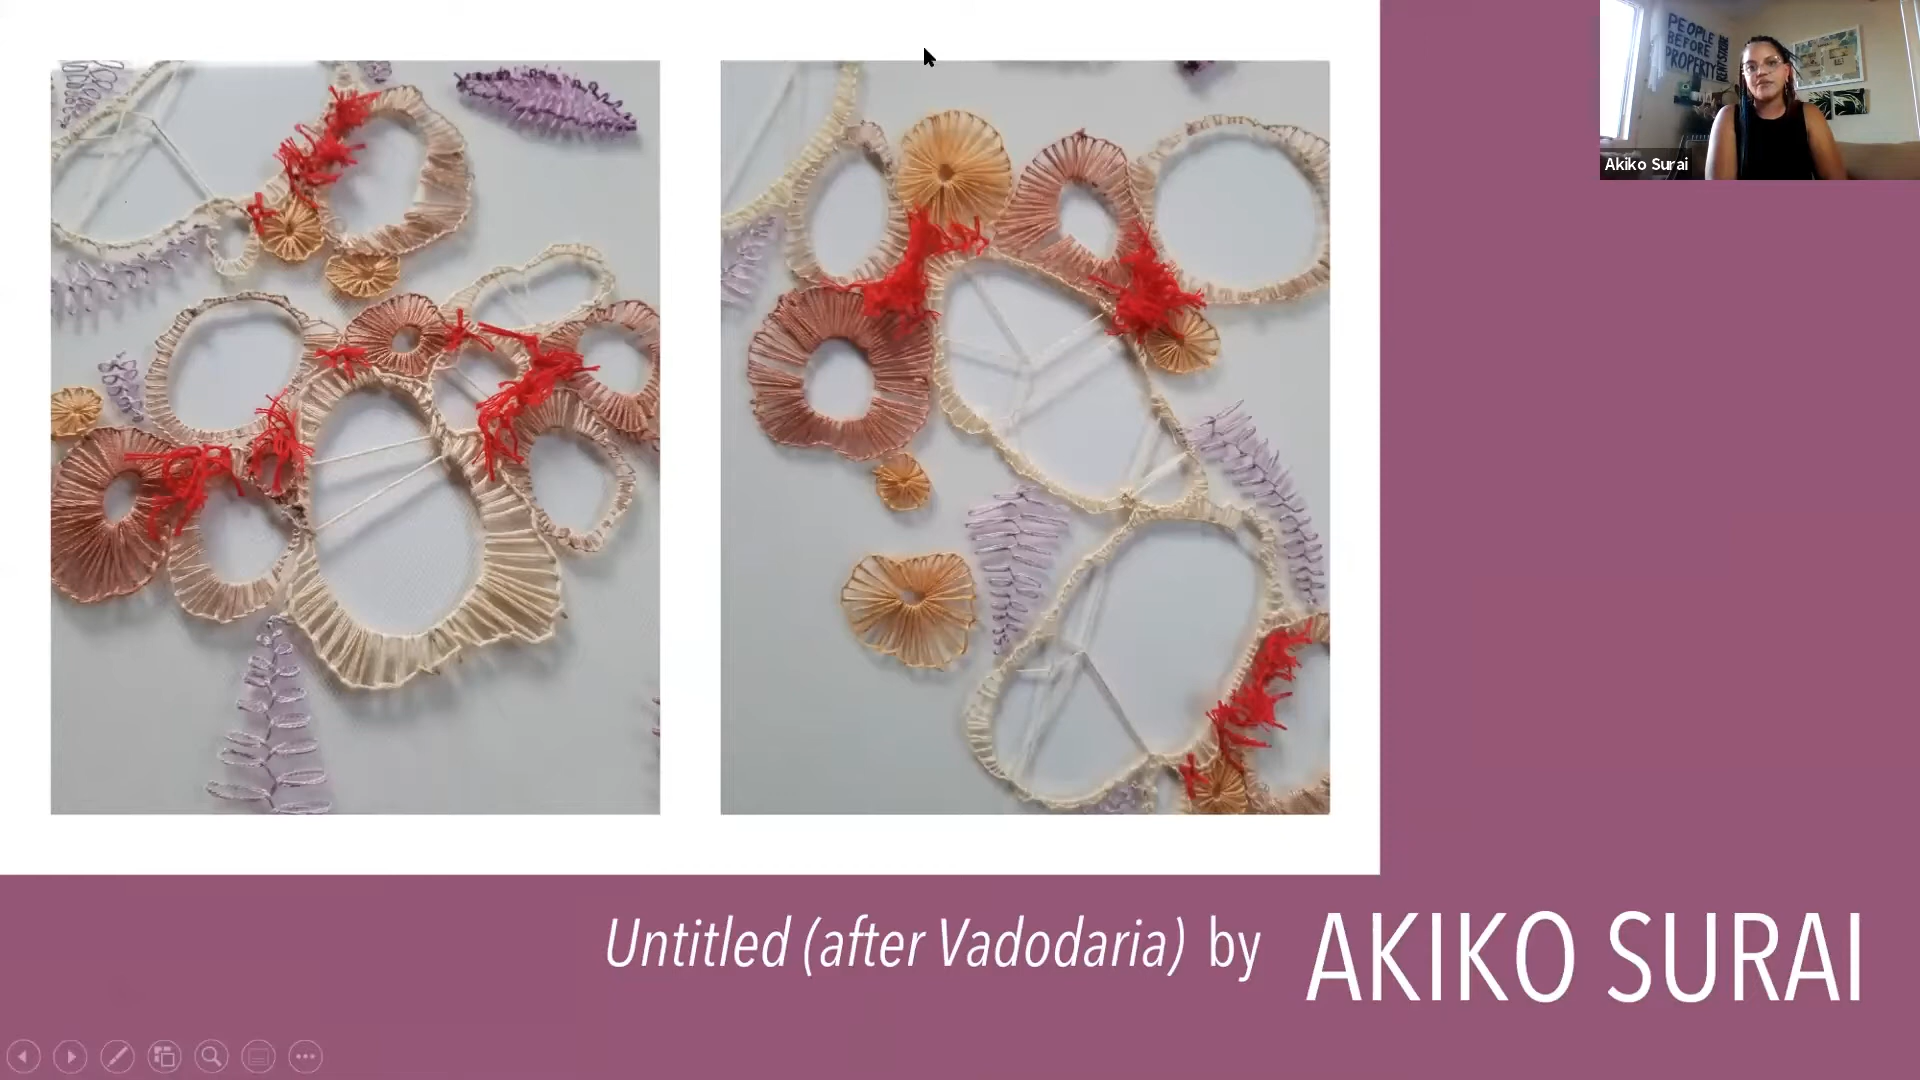 PEOPLE
BEFORE
PROPERTY
Akiko Surai
Untitled (after Vadodaria) by AKIKO SURAI